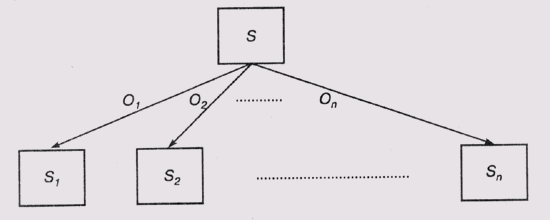 S
O₁ O₂ ........... Oₙ
S₁ S₂ ........................................ Sₙ